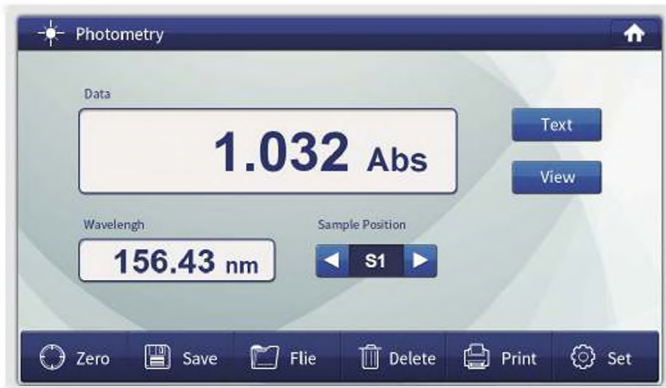 Photometry
Data
1.032 Abs
Text
View
Wavelengh
Sample Position
156.43 nm
S1
Zero
Save
Flie
Delete
Print
Set